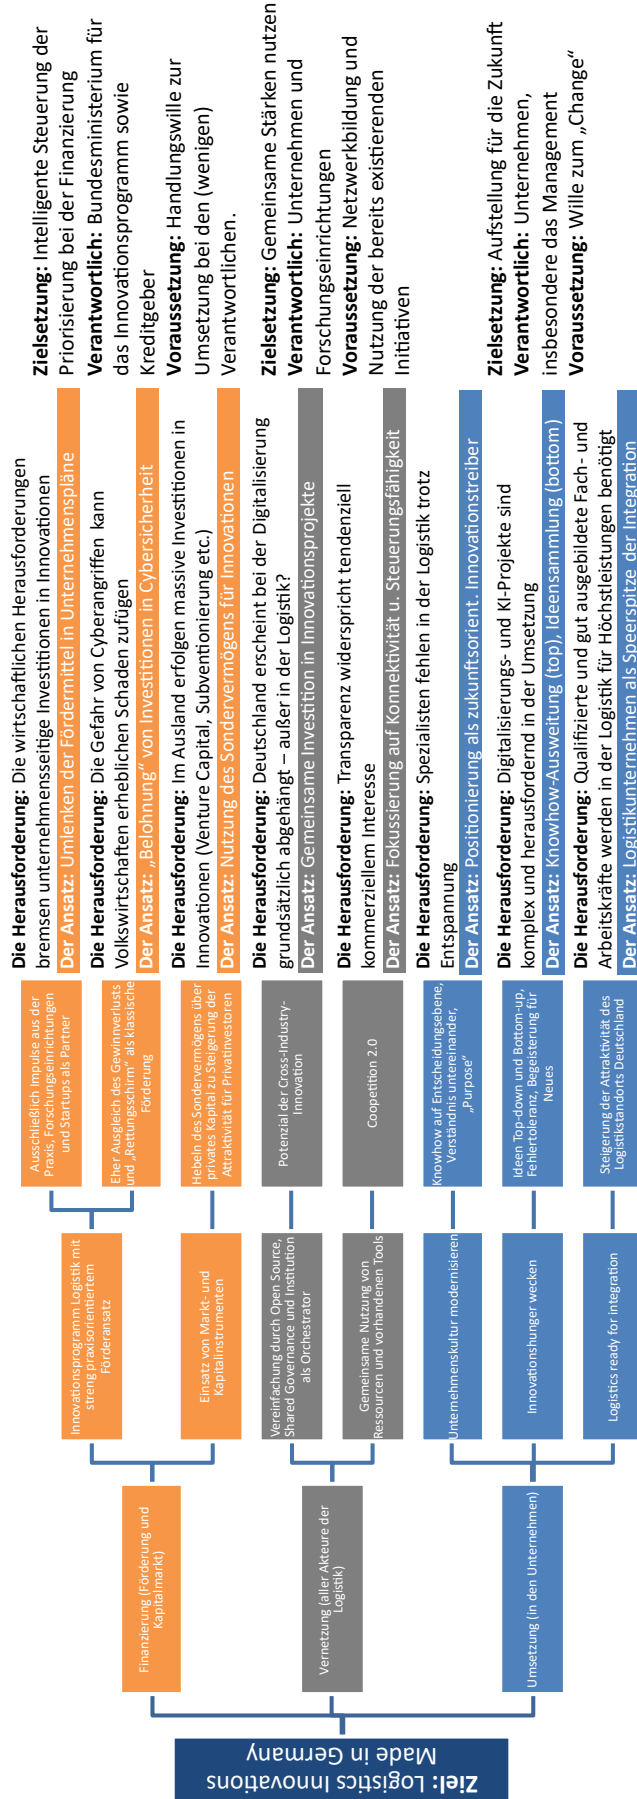 Ziel: Logistics Innovations
Made in Germany
Finanzierung (Förderung und
Kapitalmarkt)
Vernetzung (aller Akteure der
Logistik)
Umsetzung (in den Unternehmen)
Innovationsprogramm Logistik mit
streng praxisorientiertem
Förderansatz
Einsatz von Markt- und
Kapitalinstrumenten
Vereinfachung durch Open Source,
Shared Governance und Institution
als Orchestrator
Gemeinsame Nutzung von
Ressourcen und vorhandenen Tools
Unternehmenskultur modernisieren
Innovationshunger wecken
Logistics ready for integration
Ausschließlich Impulse aus der
Praxis, Forschungseinrichtungen
und Startups als Partner
Eher Ausgleich des Gewinnverlusts
und „Rettungsschirm“ als klassische
Förderung
Hebeln des Sondervermögens über
privates Kapital zu Steigerung der
Attraktivität für Privatinvestoren
Potenzial der Cross-Industry-
Innovation
Coopetition 2.0
Knowhow auf Entscheidungsebene,
Verständnis untereinander,
„Purpose“
Ideen Top-down und Bottom-up,
Fehlertoleranz, Begeisterung für
Neues
Steigerung der Attraktivität des
Logistikstandorts Deutschland
Die Herausforderung: Die wirtschaftlichen Herausforderungen
bremsen unternehmensseitige Investitionen in Innovationen
Der Ansatz: Umlenken der Fördermittel in Unternehmenspläne
Die Herausforderung: Die Gefahr von Cyberangriffen kann
Volkswirtschaften erheblichen Schaden zufügen
Der Ansatz: „Belohnung“ von Investitionen in Cybersicherheit
Die Herausforderung: Im Ausland erfolgen massive Investitionen in
Innovationen (Venture Capital, Subventionierung etc.)
Der Ansatz: Nutzung des Sondervermögens für Innovationen
Die Herausforderung: Deutschland erscheint bei der Digitalisierung
grundsätzlich abgehängt – außer in der Logistik?
Der Ansatz: Gemeinsame Investition in Innovationsprojekte
Die Herausforderung: Transparenz widerspricht tendenziell
kommerziellem Interesse
Der Ansatz: Fokussierung auf Konnektivität u. Steuerungsfähigkeit
Die Herausforderung: Spezialisten fehlen in der Logistik trotz
Entspannung
Der Ansatz: Positionierung als zukunftsorient. Innovationstreiber
Die Herausforderung: Digitalisierungs- und KI-Projekte sind
komplex und herausfordernd in der Umsetzung
Der Ansatz: Knowhow-Ausweitung (top), Ideensammlung (bottom)
Die Herausforderung: Qualifizierte und gut ausgebildete Fach- und
Arbeitskräfte werden in der Logistik für Höchstleistungen benötigt
Der Ansatz: Logistikunternehmen als Speerspitze der Integration
Zielsetzung: Intelligente Steuerung der
Priorisierung bei der Finanzierung
Verantwortlich: Bundesministerium für
das Innovationsprogramm sowie
Kreditgeber
Voraussetzung: Handlungswille zur
Umsetzung bei den (wenigen)
Verantwortlichen.
Zielsetzung: Gemeinsame Stärken nutzen
Verantwortlich: Unternehmen und
Forschungseinrichtungen
Voraussetzung: Netzwerkbildung und
Nutzung der bereits existierenden
Initiativen
Zielsetzung: Aufstellung für die Zukunft
Verantwortlich: Unternehmen,
insbesondere das Management
Voraussetzung: Wille zum „Change“